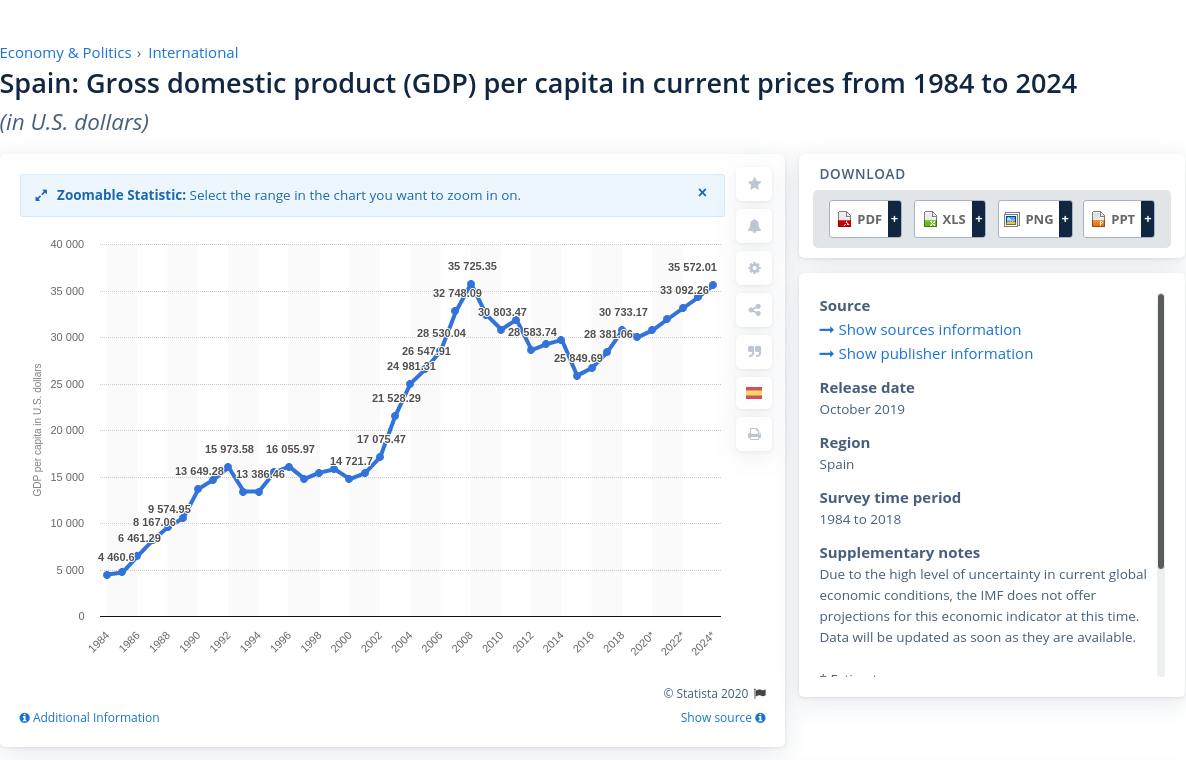 Economy & Politics › International
Spain: Gross domestic product (GDP) per capita in current prices from 1984 to 2024
(in U.S. dollars)
Zoomable Statistic: Select the range in the chart you want to zoom in on.
×
GDP per capita in U.S. dollars
40 000
35 000
30 000
25 000
20 000
15 000
10 000
5 000
0
4 460.6
6 461.29
8 167.06
9 574.95
13 649.28
15 973.58
13 386.46
16 055.97
14 721.7
17 075.47
21 528.29
24 981.31
26 547.91
28 530.04
32 748.09
35 725.35
30 803.47
28 583.74
25 849.69
28 381.06
30 733.17
33 092.26
35 572.01
1984
1986
1988
1990
1992
1994
1996
1998
2000
2002
2004
2006
2008
2010
2012
2014
2016
2018
2020*
2022*
2024*
© Statista 2020
Additional Information
Show source
DOWNLOAD
PDF + XLS + PNG + PPT +
Source
Show sources information
Show publisher information
Release date
October 2019
Region
Spain
Survey time period
1984 to 2018
Supplementary notes
Due to the high level of uncertainty in current global
economic conditions, the IMF does not offer
projections for this economic indicator at this time.
Data will be updated as soon as they are available.